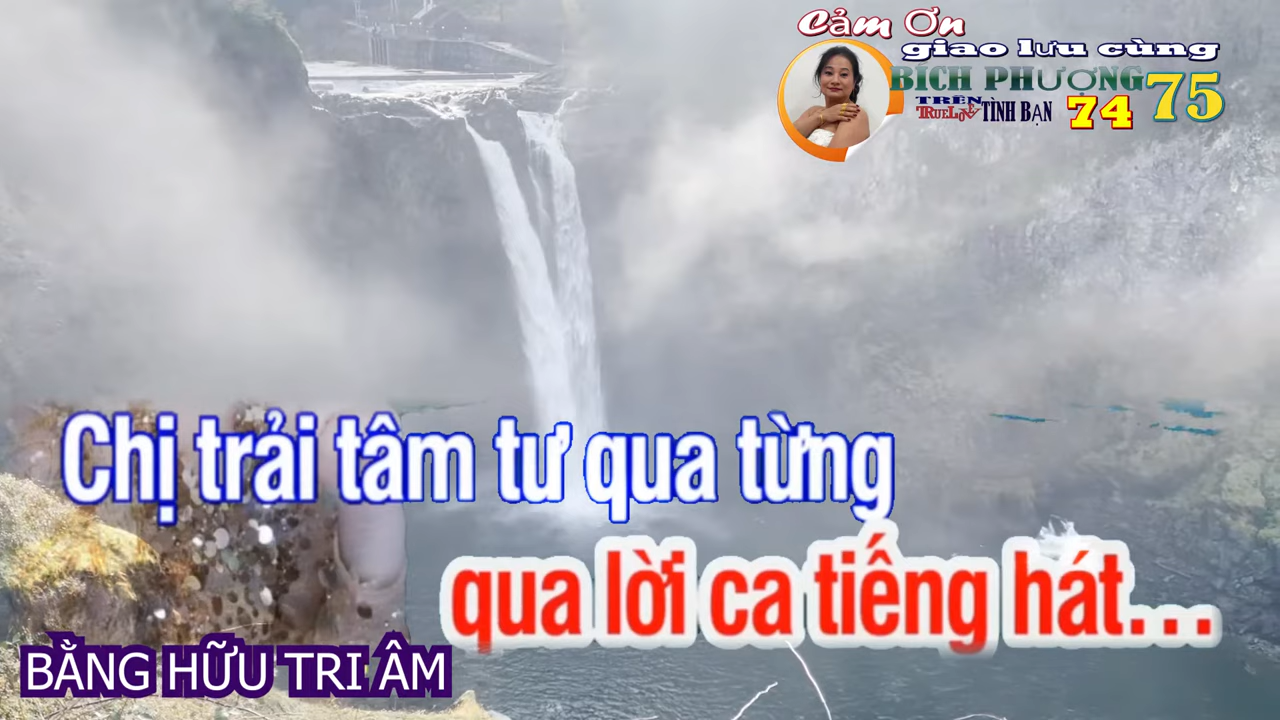 Cảm Ơn
giao lưu cùng
BÍCH PHƯỢNG 75
TRÊN
TRUELOVE TÌNH BẠN 74
Chị trải tâm tư qua từng
qua lời ca tiếng hát...
BẰNG HỮU TRI ÂM